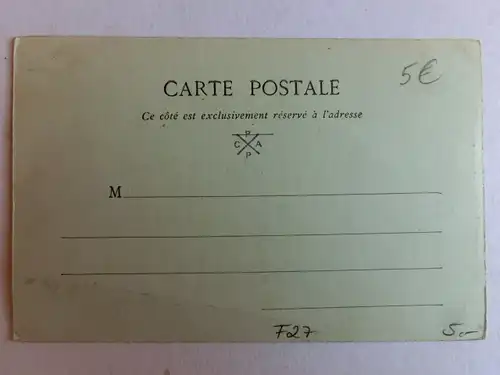 5€
CARTE POSTALE
Ce côté est exclusivement réservé à l'adresse
P
C A
P
M
F27 5.-